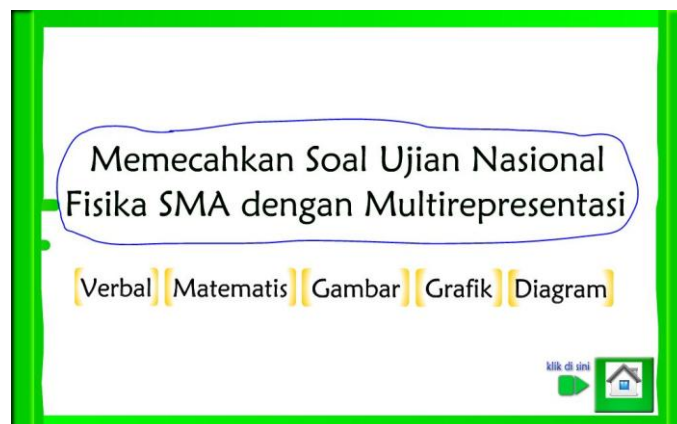 Memecahkan Soal Ujian Nasional
Fisika SMA dengan Multirepresentasi
Verbal Matematis Gambar Grafik Diagram
klik di sini